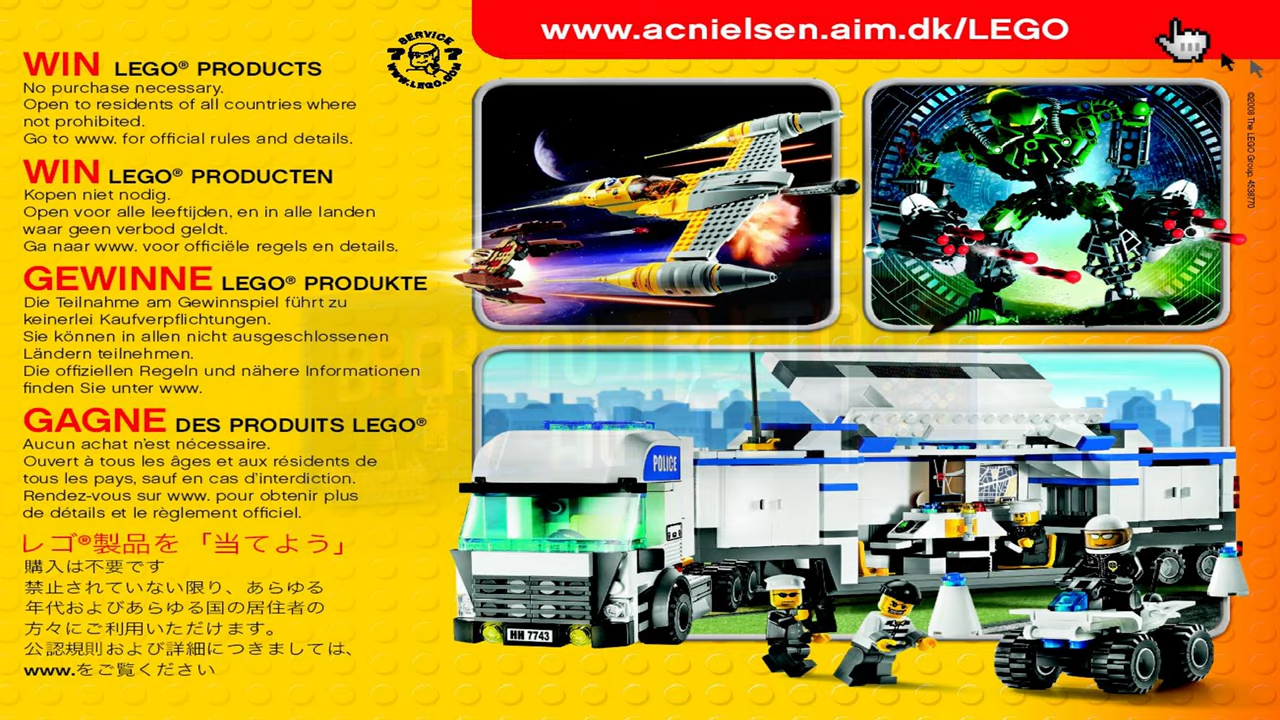 www.acnielsen.aim.dk/LEGO
SERVICE
WWW.LEGO.COM
WIN LEGO® PRODUCTS
No purchase necessary.
Open to residents of all countries where
not prohibited.
Go to www. for official rules and details.
WIN LEGO® PRODUCTEN
Kopen niet nodig.
Open voor alle leeftijden, en in alle landen
waar geen verbod geldt.
Ga naar www. voor officiële regels en details.
GEWINNE LEGO® PRODUKTE
Die Teilnahme am Gewinnspiel führt zu
keinerlei Kaufverpflichtungen.
Sie können in allen nicht ausgeschlossenen
Ländern teilnehmen.
Die offiziellen Regeln und nähere Informationen
finden Sie unter www.
GAGNE DES PRODUITS LEGO®
Aucun achat n'est nécessaire.
Ouvert à tous les âges et aux résidents de
tous les pays, sauf en cas d'interdiction.
Rendez-vous sur www. pour obtenir plus
de détails et le règlement officiel.
レゴ®製品を 「当てよう」
購入は不要です
禁止されていない限り、あらゆる
年代およびあらゆる国の居住者の
方々にご利用いただけます。
公認規則および詳細につきましては、
www.をご覧ください
©2008 The LEGO Group. 4538770
POLICE
HN 7743